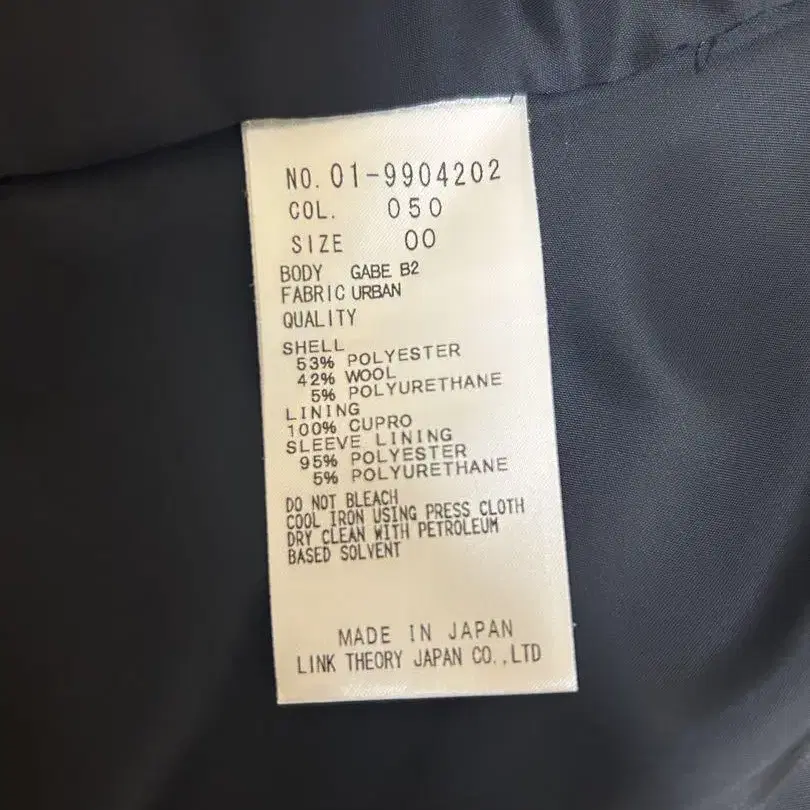 NO. 01-9904202
COL. 050
SIZE 00
BODY GABE B2
FABRIC URBAN
QUALITY
SHELL
53% POLYESTER
42% WOOL
5% POLYURETHANE
LINING
100% CUPRO
SLEEVE LINING
95% POLYESTER
5% POLYURETHANE
DO NOT BLEACH
COOL IRON USING PRESS CLOTH
DRY CLEAN WITH PETROLEUM
BASED SOLVENT
MADE IN JAPAN
LINK THEORY JAPAN CO.,LTD